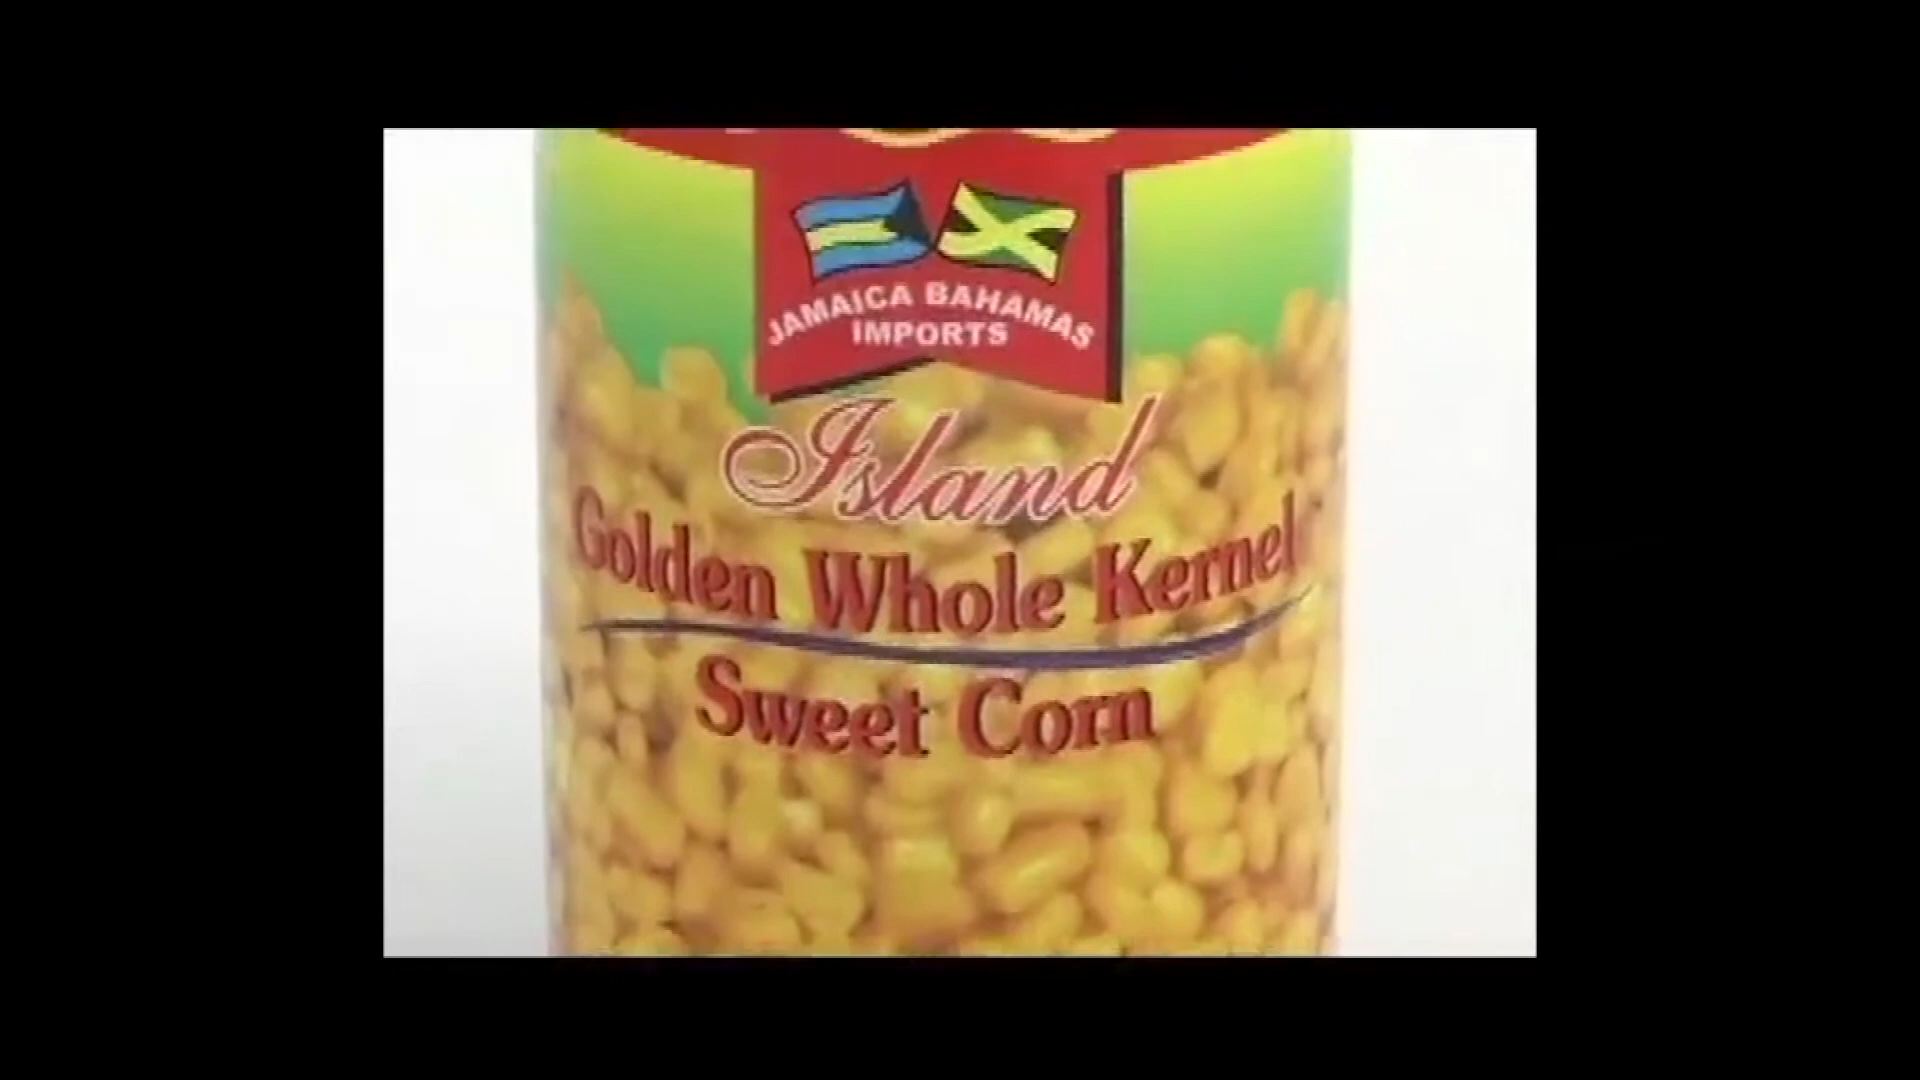 JAMAICA BAHAMAS
IMPORTS
Island
Golden Whole Kernel
Sweet Corn